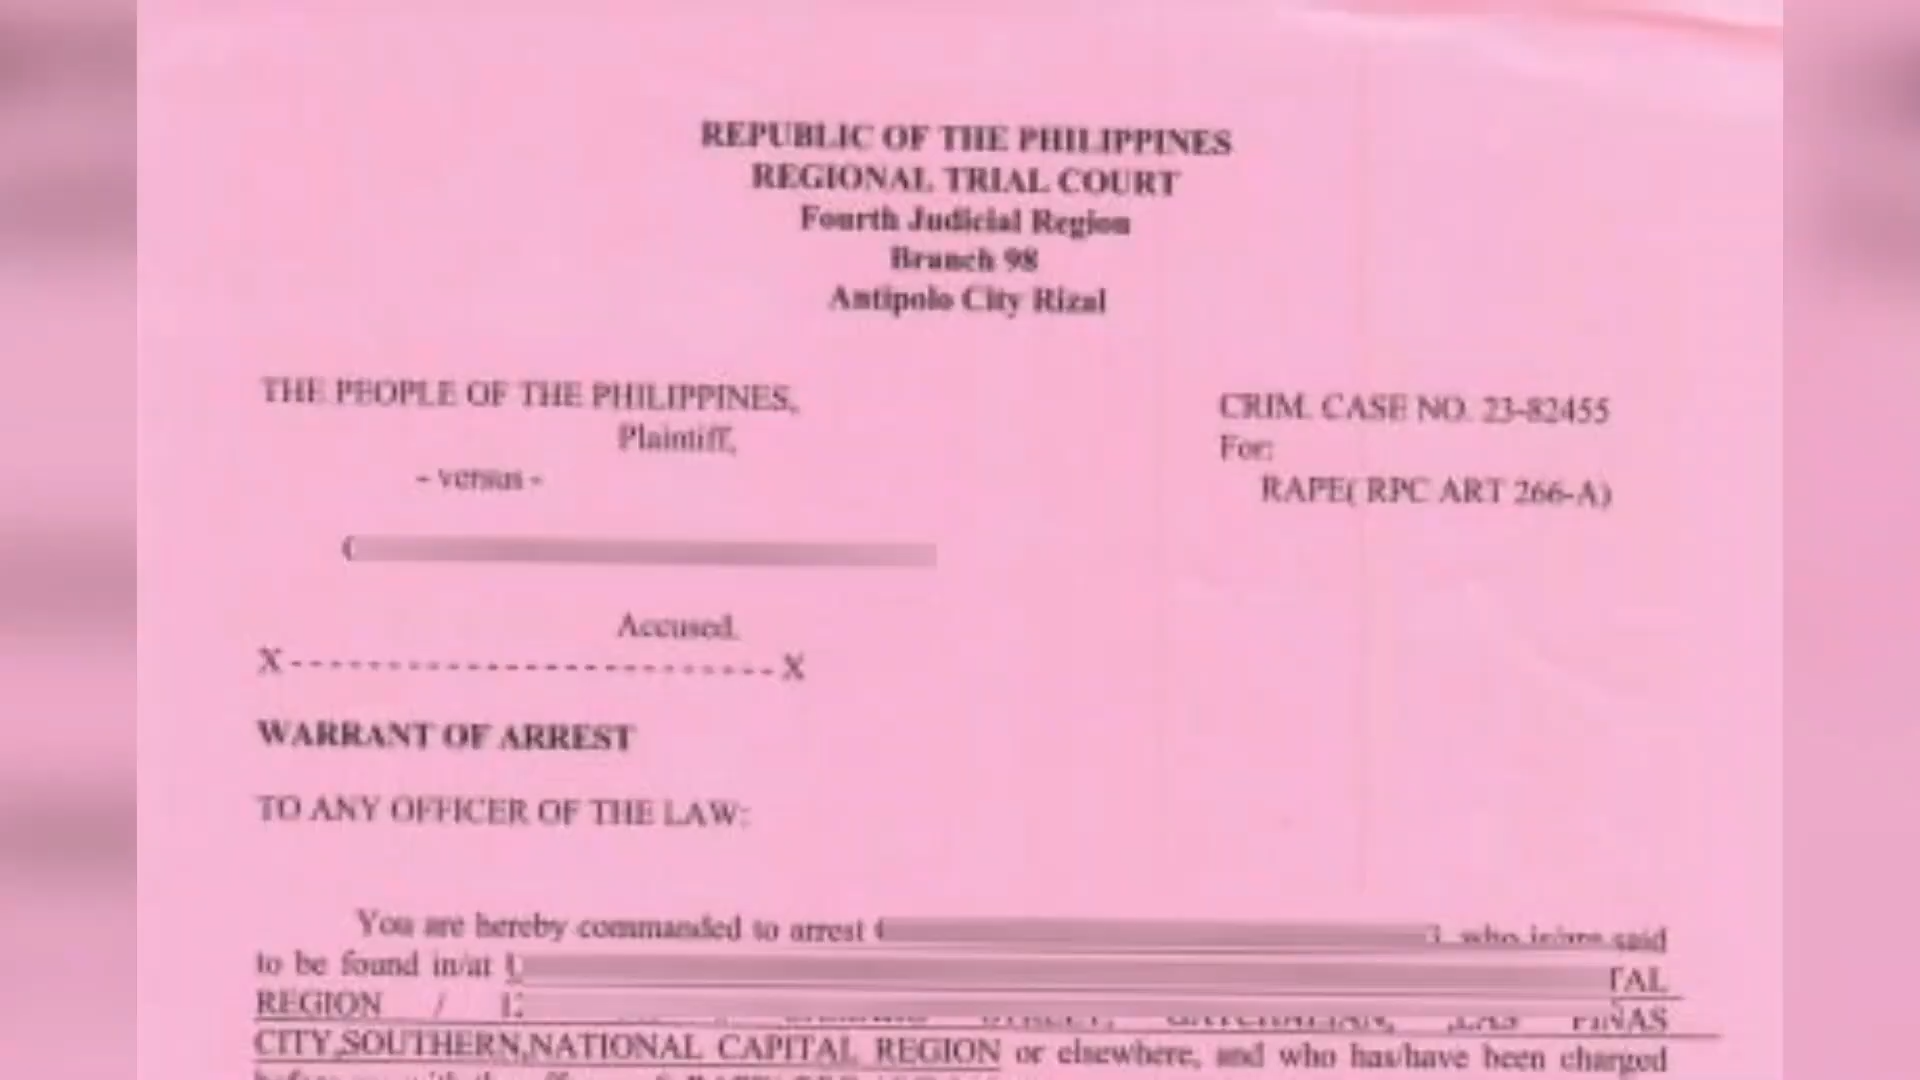 REPUBLIC OF THE PHILIPPINES
REGIONAL TRIAL COURT
Fourth Judicial Region
Branch 98
Antipolo City Rizal
THE PEOPLE OF THE PHILIPPINES,
Plaintiff,
- versus -
CRIM. CASE NO. 23-82455
For:
RAPE( RPC ART 266-A)
Accused.
X-------------------------X
WARRANT OF ARREST
TO ANY OFFICER OF THE LAW:
You are hereby commanded to arrest who is/are said
to be found in/at
REGION /
CITY,SOUTHERN,NATIONAL CAPITAL REGION or elsewhere, and who has/have been charged